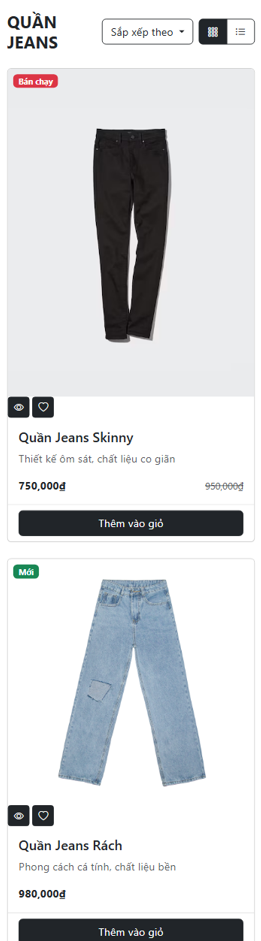 QUẦN
JEANS
Sắp xếp theo
Bán chạy
Quần Jeans Skinny
Thiết kế ôm sát, chất liệu co giãn
750,000₫ 950,000₫
Thêm vào giỏ
Mới
Quần Jeans Rách
Phong cách cá tính, chất liệu bền
980,000₫
Thêm vào giỏ